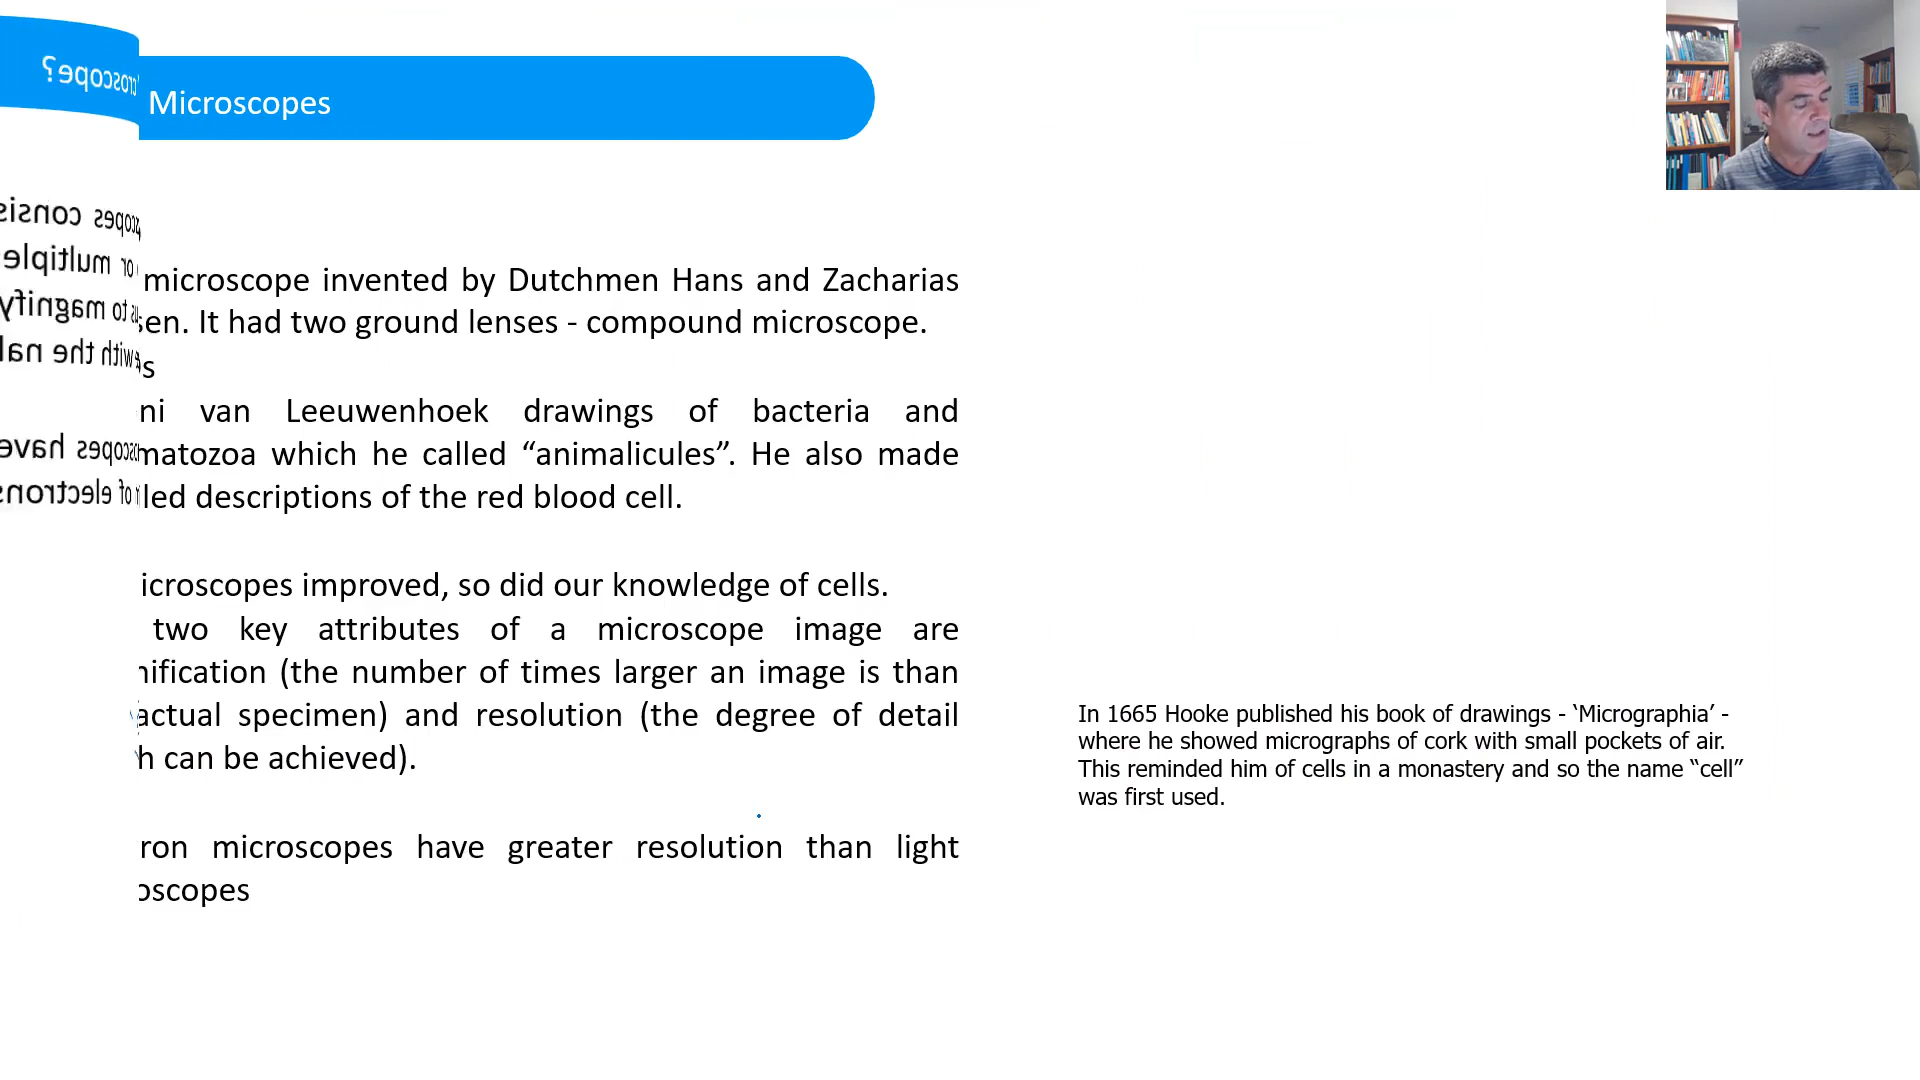 Microscopes
microscope invented by Dutchmen Hans and Zacharias
en. It had two ground lenses - compound microscope.
s
ni van Leeuwenhoek drawings of bacteria and
matozoa which he called “animalicules”. He also made
led descriptions of the red blood cell.
icroscopes improved, so did our knowledge of cells.
two key attributes of a microscope image are
nification (the number of times larger an image is than
actual specimen) and resolution (the degree of detail
h can be achieved).
ron microscopes have greater resolution than light
oscopes
In 1665 Hooke published his book of drawings - ‘Micrographia’ -
where he showed micrographs of cork with small pockets of air.
This reminded him of cells in a monastery and so the name “cell”
was first used.